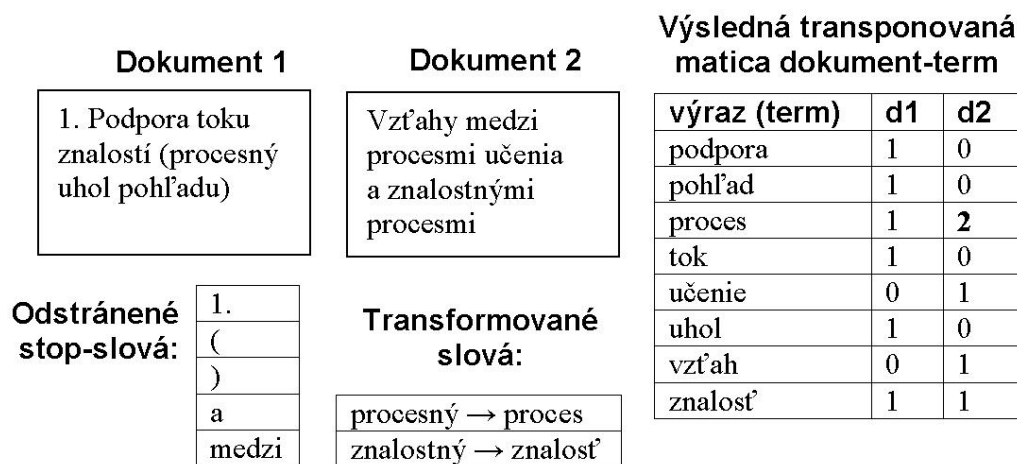 Dokument 1
1. Podpora toku
znalostí (procesný
uhol pohľadu)
Dokument 2
Vzťahy medzi
procesmi učenia
a znalostnými
procesmi
Odstránené
stop-slová:
1.
(
)
a
medzi
Transformované
slová:
procesný → proces
znalostný → znalosť
Výsledná transponovaná
matica dokument-term
výraz (term) d1 d2
podpora 1 0
pohľad 1 0
proces 1 2
tok 1 0
učenie 0 1
uhol 1 0
vzťah 0 1
znalosť 1 1